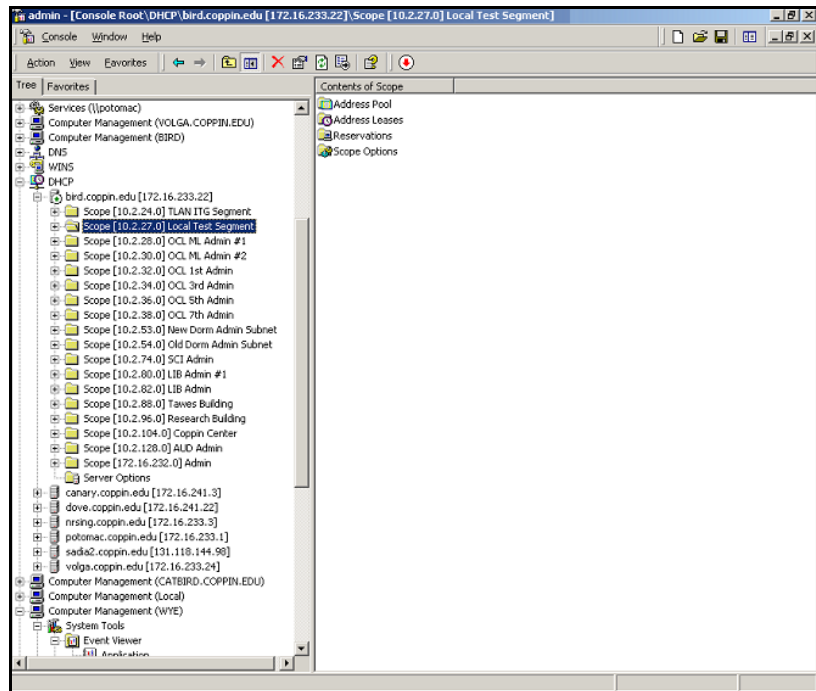 admin - [Console Root\DHCP\bird.coppin.edu [172.16.233.22]\Scope [10.2.27.0] Local Test Segment]
Console Window Help
Action View Favorites
Tree Favorites
Contents of Scope
Services (\\potomac)
Computer Management (VOLGA.COPPIN.EDU)
Computer Management (BIRD)
DNS
WINS
DHCP
bird.coppin.edu [172.16.233.22]
Scope [10.2.24.0] TLAN ITG Segment
Scope [10.2.27.0] Local Test Segment
Scope [10.2.28.0] OCL ML Admin #1
Scope [10.2.30.0] OCL ML Admin #2
Scope [10.2.32.0] OCL 1st Admin
Scope [10.2.34.0] OCL 3rd Admin
Scope [10.2.36.0] OCL 5th Admin
Scope [10.2.38.0] OCL 7th Admin
Scope [10.2.53.0] New Dorm Admin Subnet
Scope [10.2.54.0] Old Dorm Admin Subnet
Scope [10.2.74.0] SCI Admin
Scope [10.2.80.0] LIB Admin #1
Scope [10.2.82.0] LIB Admin
Scope [10.2.88.0] Tawes Building
Scope [10.2.96.0] Research Building
Scope [10.2.104.0] Coppin Center
Scope [10.2.128.0] AUD Admin
Scope [172.16.232.0] Admin
Server Options
canary.coppin.edu [172.16.241.3]
dove.coppin.edu [172.16.241.22]
nrsing.coppin.edu [172.16.233.3]
potomac.coppin.edu [172.16.233.1]
sadia2.coppin.edu [131.118.144.98]
volga.coppin.edu [172.16.233.24]
Computer Management (CATBIRD.COPPIN.EDU)
Computer Management (Local)
Computer Management (WYE)
System Tools
Event Viewer
Application
Address Pool
Address Leases
Reservations
Scope Options